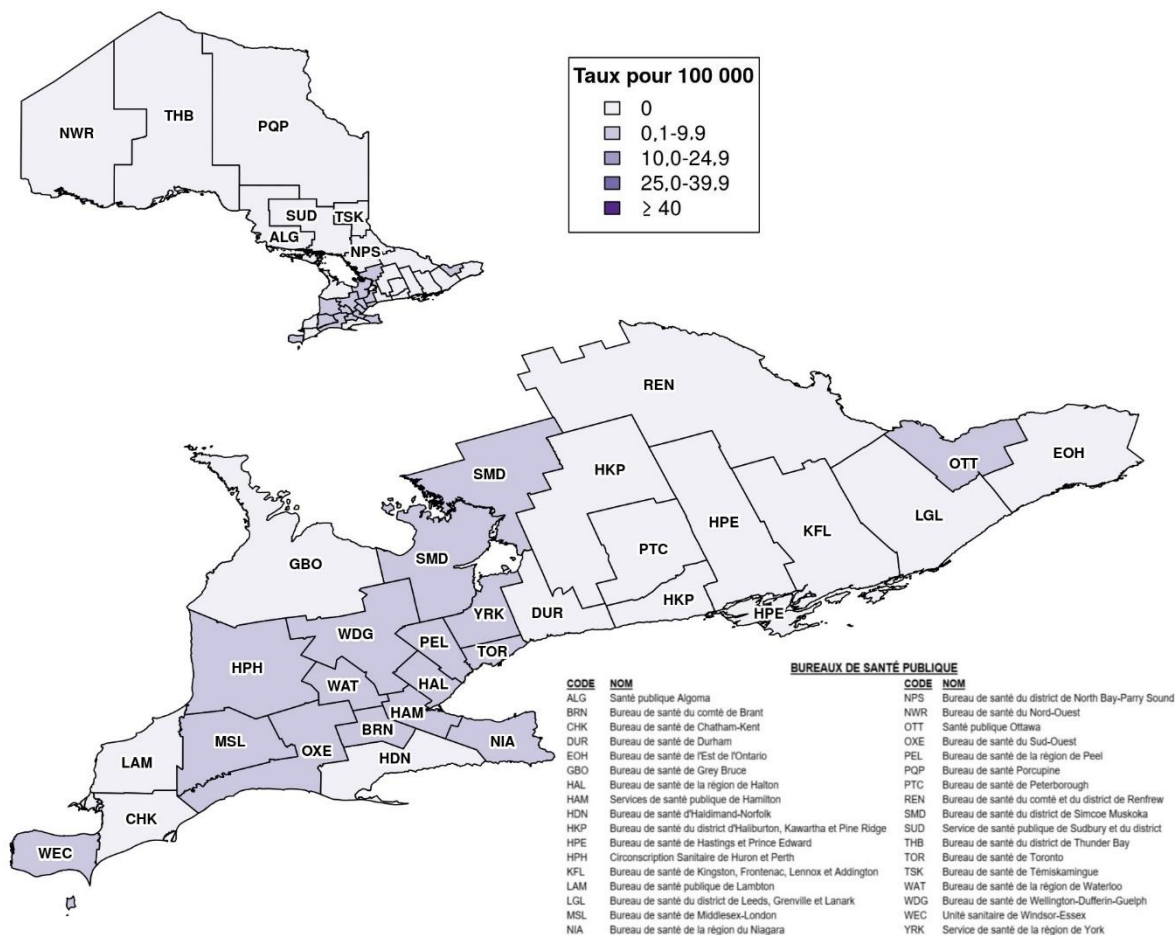 Taux pour 100 000
0
0,1-9.9
10,0-24,9
25,0-39.9
≥ 40
NWR
THB
PQP
SUD
TSK
ALG
NPS
REN
SMD
HKP
OTT
EOH
HPE
LGL
KFL
SMD
PTC
GBO
HKP
YRK
DUR
HPE
WDG
PEL
TOR
HPH
WAT
HAL
HAM
BRN
MSL
OXE
NIA
HDN
LAM
CHK
WEC
BUREAUX DE SANTÉ PUBLIQUE
CODE NOM
ALG Santé publique Algoma
BRN Bureau de santé du comté de Brant
CHK Bureau de santé de Chatham-Kent
DUR Bureau de santé de Durham
EOH Bureau de santé de l'Est de l'Ontario
GBO Bureau de santé de Grey Bruce
HAL Bureau de santé de la région de Halton
HAM Services de santé publique de Hamilton
HDN Bureau de santé d'Haldimand-Norfolk
HKP Bureau de santé du district d'Haliburton, Kawartha et Pine Ridge
HPE Bureau de santé de Hastings et Prince Edward
HPH Circonscription Sanitaire de Huron et Perth
KFL Bureau de santé de Kingston, Frontenac, Lennox et Addington
LAM Bureau de santé publique de Lambton
LGL Bureau de santé du district de Leeds, Grenville et Lanark
MSL Bureau de santé de Middlesex-London
NIA Bureau de santé de la région du Niagara
CODE NOM
NPS Bureau de santé du district de North Bay-Parry Sound
NWR Bureau de santé du Nord-Ouest
OTT Santé publique Ottawa
OXE Bureau de santé du Sud-Ouest
PEL Bureau de santé de la région de Peel
PQP Bureau de santé Porcupine
PTC Bureau de santé de Peterborough
REN Bureau de santé du comté et du district de Renfrew
SMD Bureau de santé du district de Simcoe Muskoka
SUD Service de santé publique de Sudbury et du district
THB Bureau de santé du district de Thunder Bay
TOR Bureau de santé de Toronto
TSK Bureau de santé de Témiskamingue
WAT Bureau de santé de la région de Waterloo
WDG Bureau de santé de Wellington-Dufferin-Guelph
WEC Unité sanitaire de Windsor-Essex
YRK Service de santé de la région de York